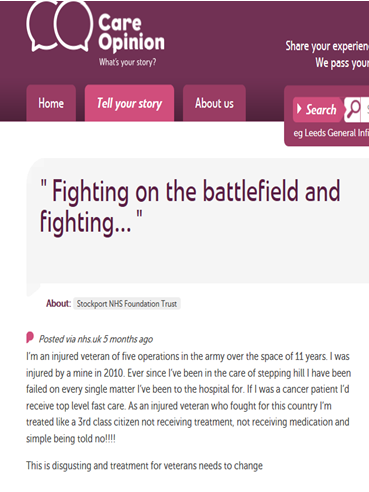 Care
Opinion
What's your story?
Share your experien
We pass your
Home
Tell your story
About us
Search
eg Leeds General Infi
" Fighting on the battlefield and
fighting... "
About: Stockport NHS Foundation Trust
Posted via nhs.uk 5 months ago
I'm an injured veteran of five operations in the army over the space of 11 years. I was
injured by a mine in 2010. Ever since I've been in the care of stepping hill I have been
failed on every single matter I've been to the hospital for. If I was a cancer patient I'd
receive top level fast care. As an injured veteran who fought for this country I'm
treated like a 3rd class citizen not receiving treatment, not receiving medication and
simple being told no!!!!
This is disgusting and treatment for veterans needs to change